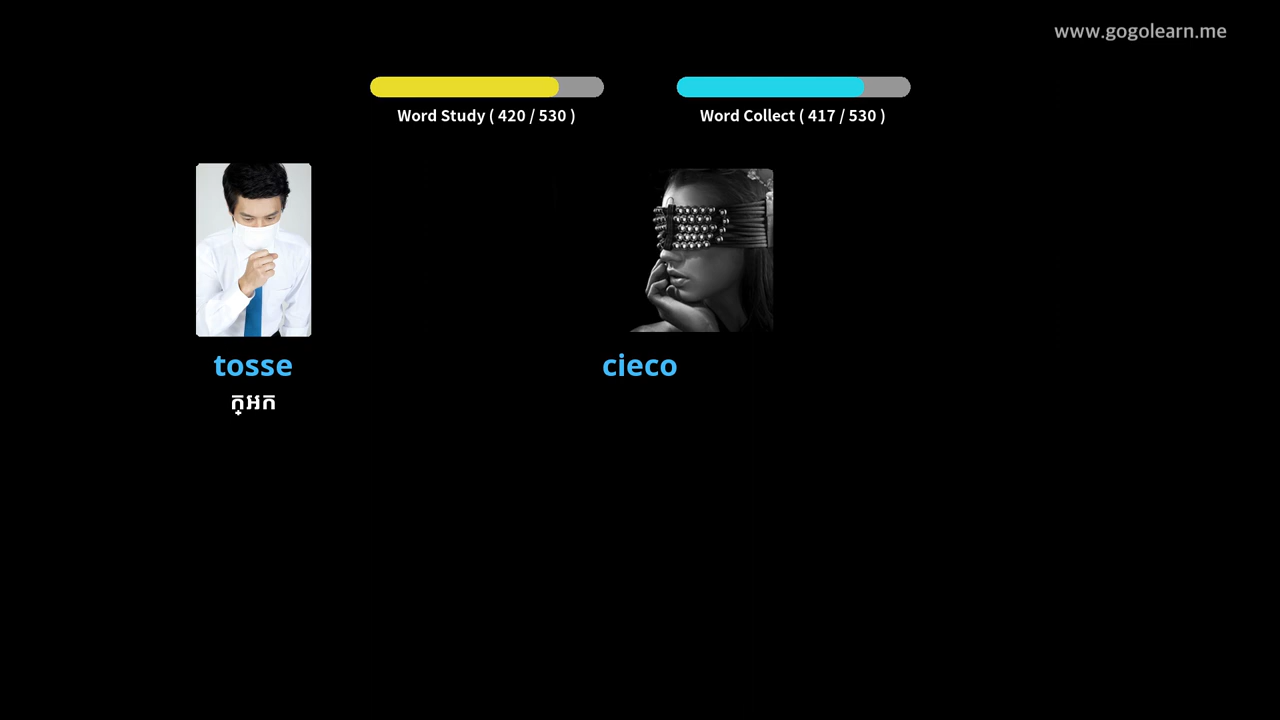 www.gogolearn.me
Word Study ( 420 / 530 )
Word Collect ( 417 / 530 )
tosse
cieco
ក្អក